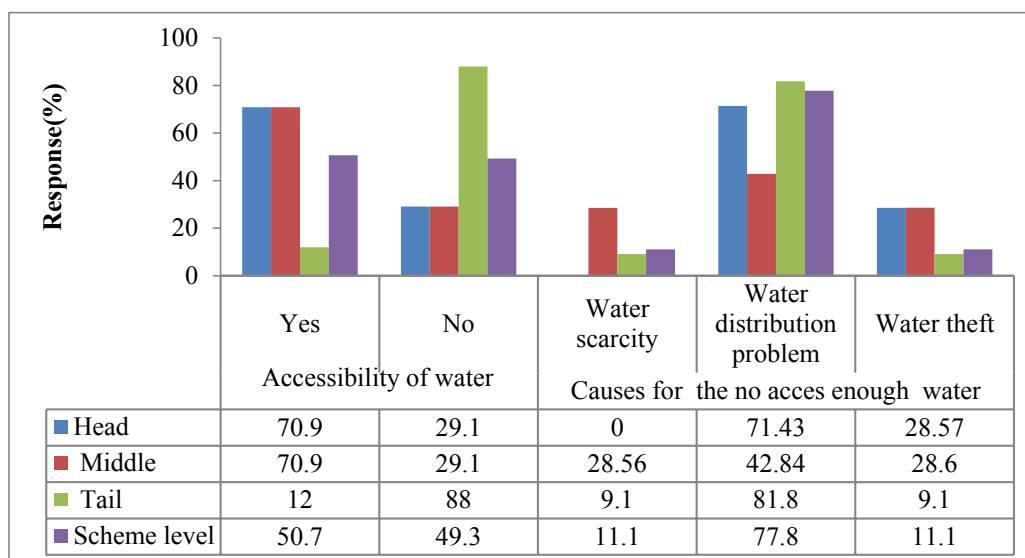 100
80
60
40
20
0
Response(%)
Yes
No
Water scarcity
Water distribution problem
Water theft
Accessibility of water
Causes for the no acces enough water
Head 70.9 29.1 0 71.43 28.57
Middle 70.9 29.1 28.56 42.84 28.6
Tail 12 88 9.1 81.8 9.1
Scheme level 50.7 49.3 11.1 77.8 11.1